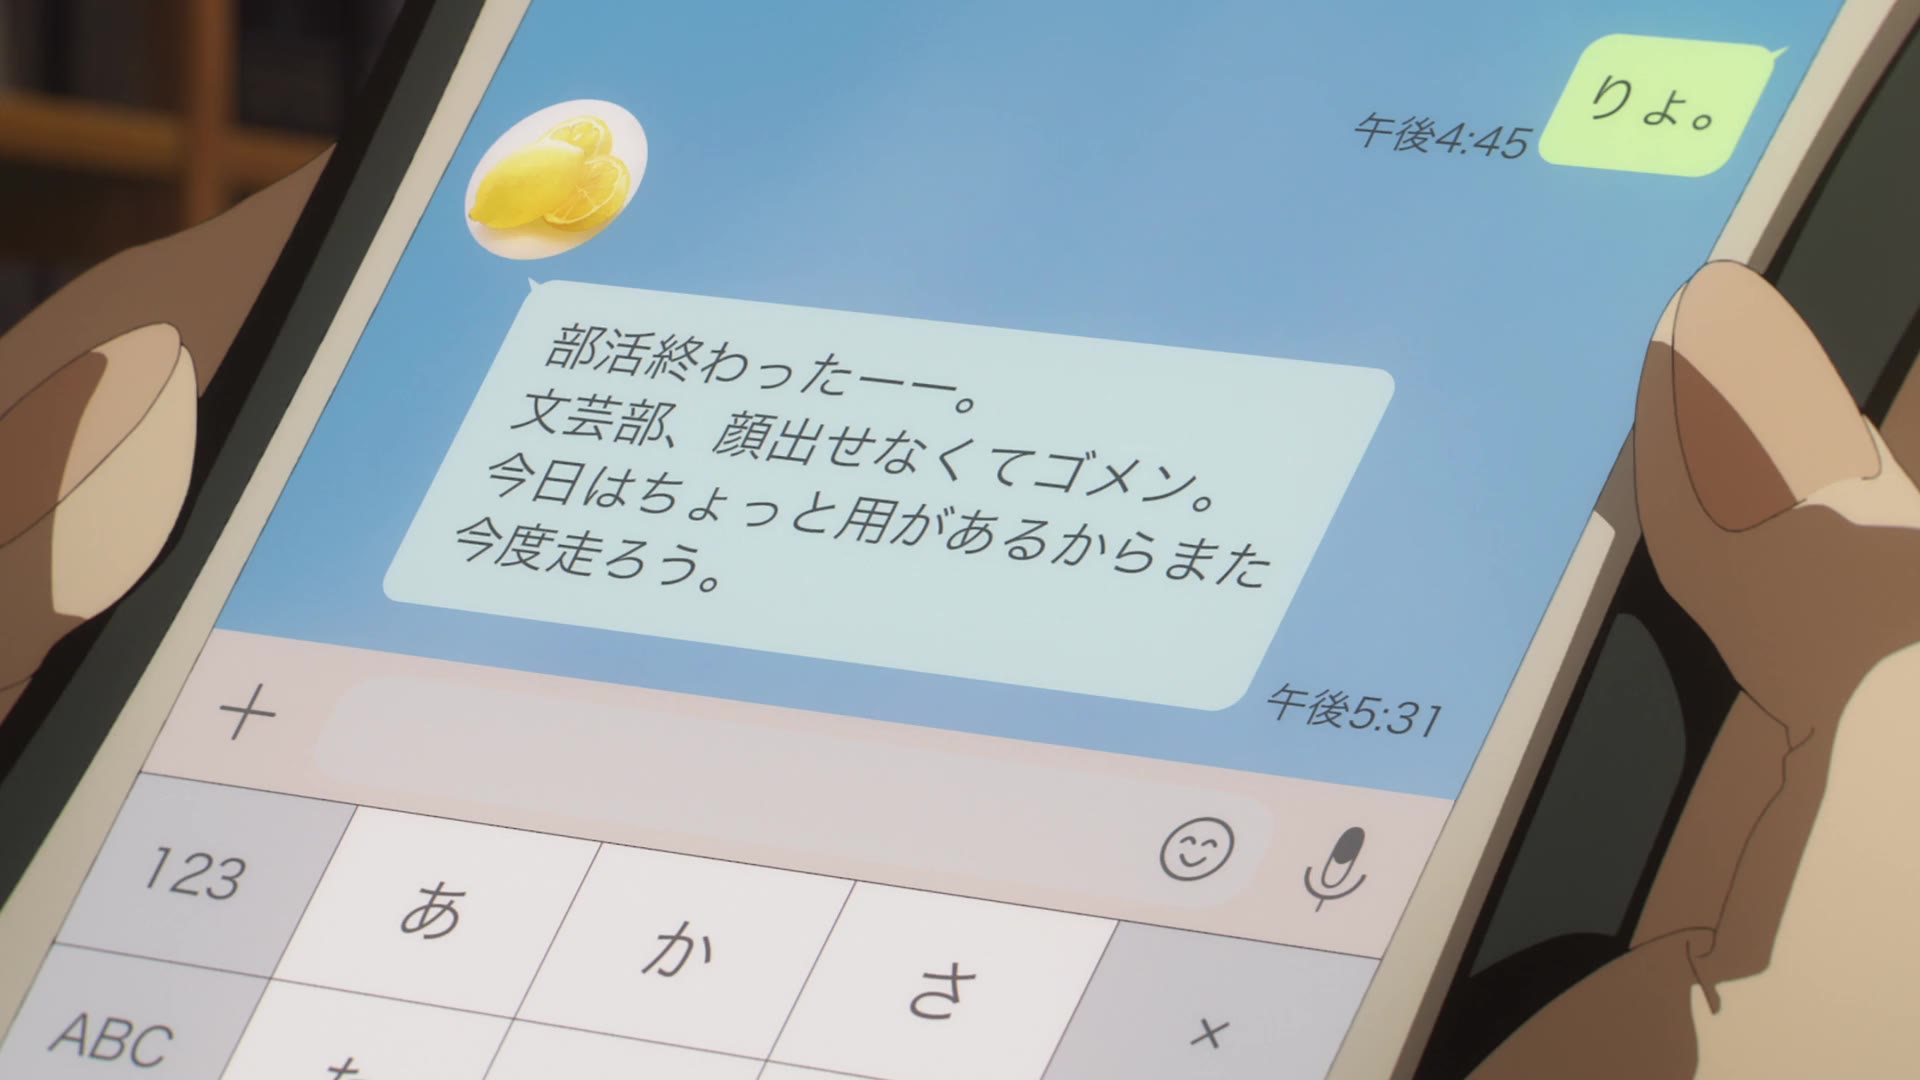 りょ。
午後4:45
部活終わったーー。
文芸部、顔出せなくてゴメン。
今日はちょっと用があるからまた
今度走ろう。
午後5:31
123
あ
か
さ
×
ABC
た